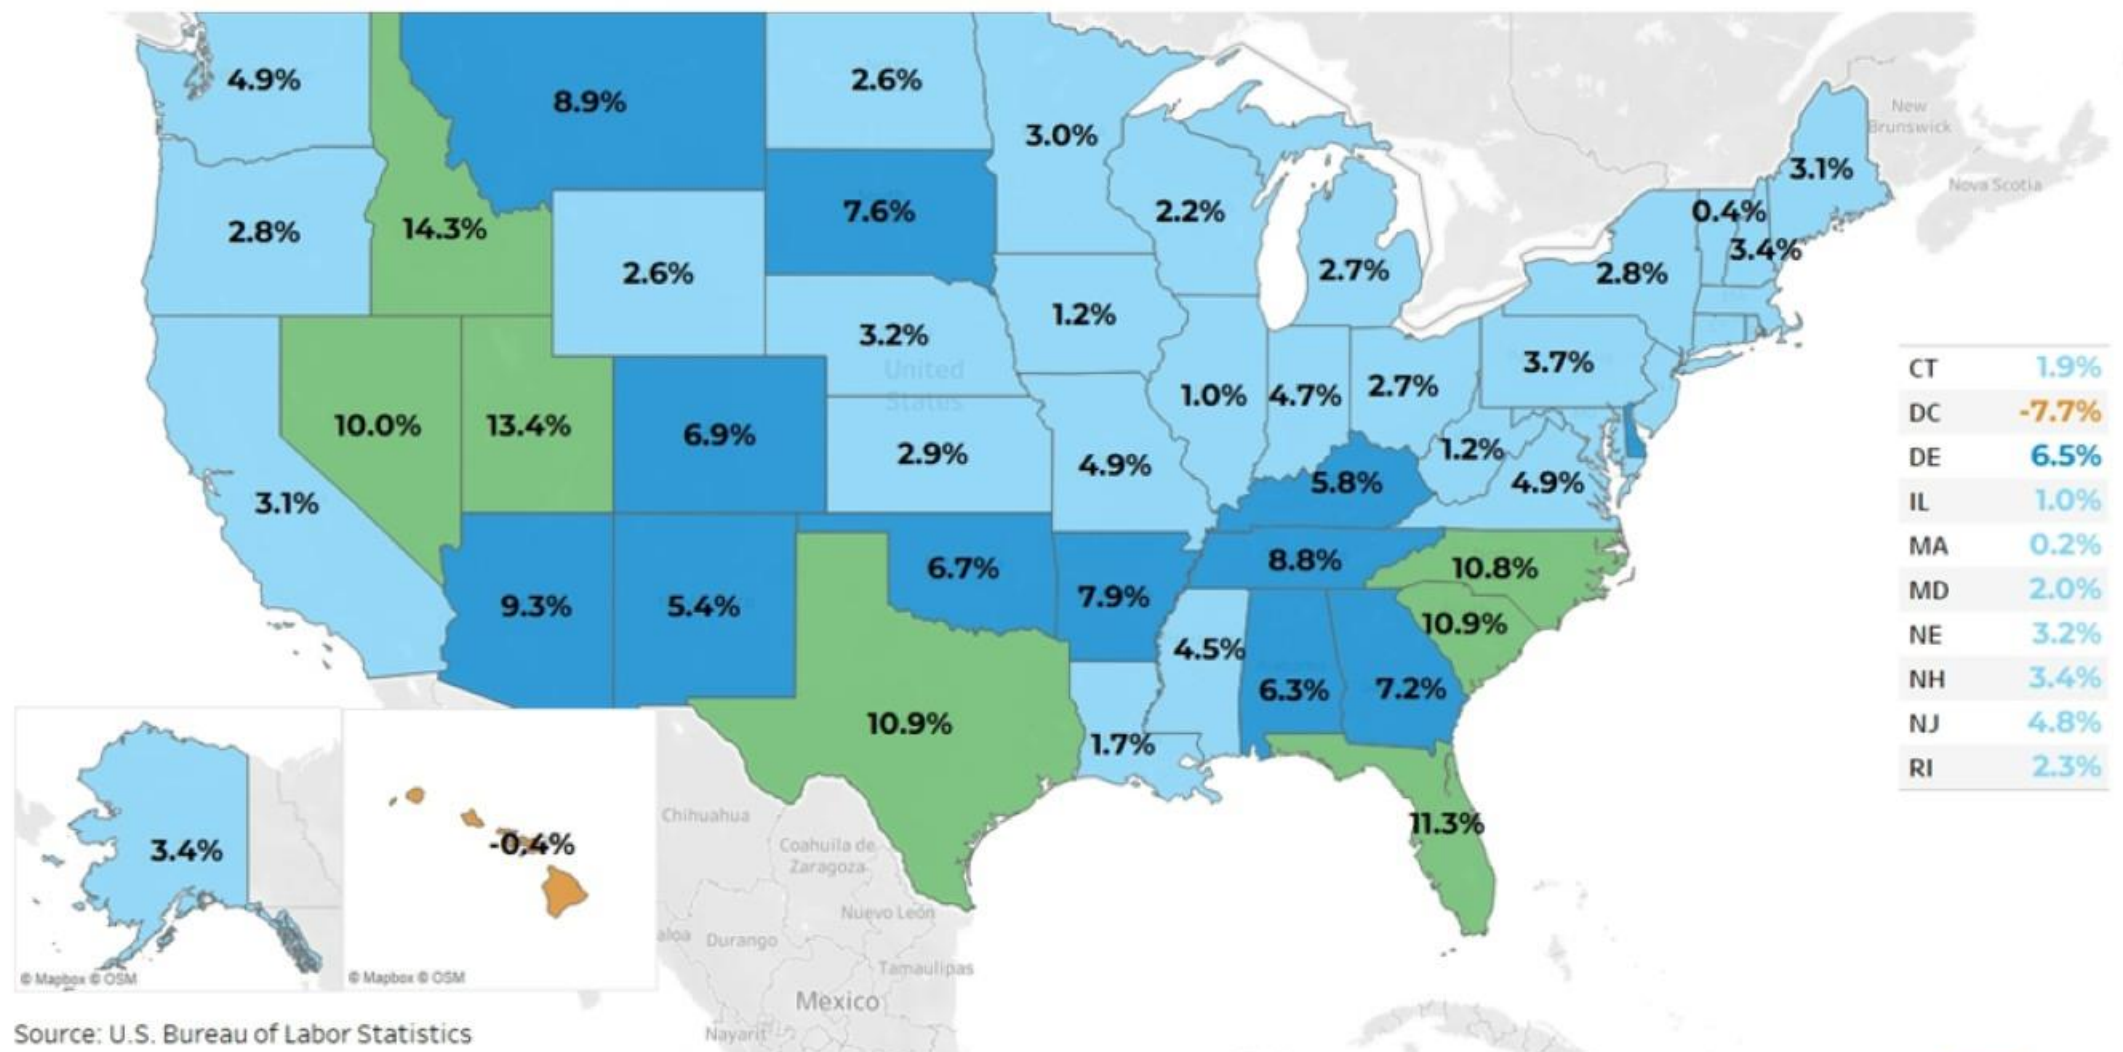 4.9%
8.9%
2.6%
3.0%
New
Brunswick
3.1%
Nova Scotia
2.8%
14.3%
7.6%
2.2%
0.4%
3.4%
2.6%
2.7%
2.8%
1.2%
3.2%
United
States
10.0%
13.4%
6.9%
2.9%
4.9%
1.0%
4.7%
2.7%
3.7%
1.2%
4.9%
3.1%
5.8%
9.3%
5.4%
6.7%
7.9%
8.8%
10.8%
10.9%
4.5%
6.3%
7.2%
10.9%
1.7%
11.3%
CT 1.9%
DC -7.7%
DE 6.5%
IL 1.0%
MA 0.2%
MD 2.0%
NE 3.2%
NH 3.4%
NJ 4.8%
RI 2.3%
3.4%
© Mapbox © OSM
-0.4%
© Mapbox © OSM
Chihuahua
Coahuila de
Zaragoza
Nuevo León
aloa
Durango
Tamaulipas
Mexico
Nayarit
Source: U.S. Bureau of Labor Statistics